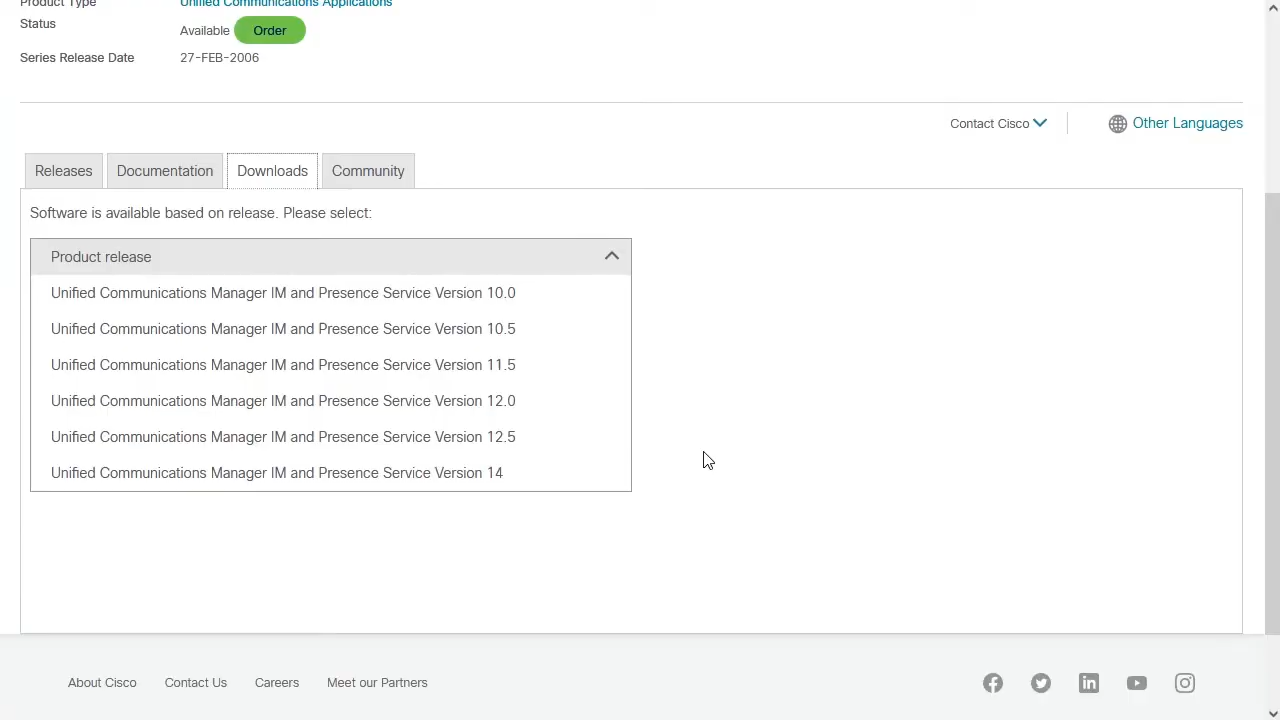 Product Type Unified Communications Applications
Status Available Order
Series Release Date 27-FEB-2006
Contact Cisco Other Languages
Releases Documentation Downloads Community
Software is available based on release. Please select:
Product release
Unified Communications Manager IM and Presence Service Version 10.0
Unified Communications Manager IM and Presence Service Version 10.5
Unified Communications Manager IM and Presence Service Version 11.5
Unified Communications Manager IM and Presence Service Version 12.0
Unified Communications Manager IM and Presence Service Version 12.5
Unified Communications Manager IM and Presence Service Version 14
About Cisco Contact Us Careers Meet our Partners